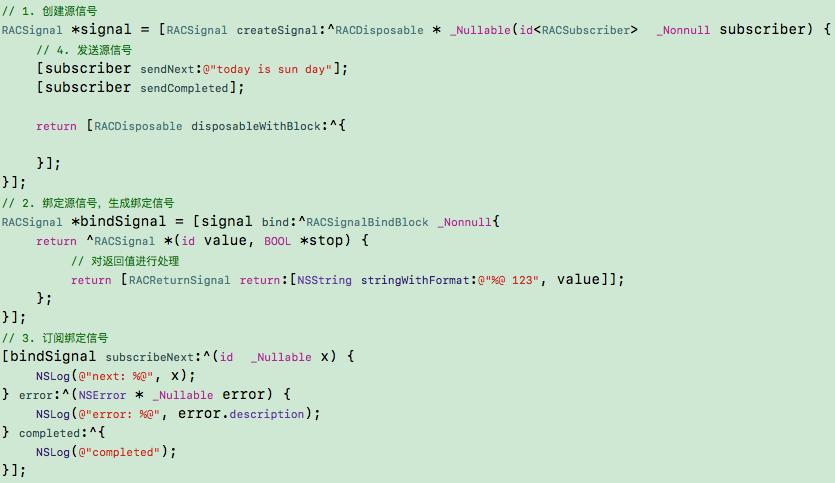 // 1. 创建源信号
RACSignal *signal = [RACSignal createSignal:^RACDisposable * _Nullable(id<RACSubscriber>  _Nonnull subscriber) {
    // 4. 发送源信号
    [subscriber sendNext:@"today is sun day"];
    [subscriber sendCompleted];

    return [RACDisposable disposableWithBlock:^{

    }];
}];
// 2. 绑定源信号，生成绑定信号
RACSignal *bindSignal = [signal bind:^RACSignalBindBlock _Nonnull{
    return ^RACSignal *(id value, BOOL *stop) {
        // 对返回值进行处理
        return [RACReturnSignal return:[NSString stringWithFormat:@"%@ 123", value]];
    };
}];
// 3. 订阅绑定信号
[bindSignal subscribeNext:^(id  _Nullable x) {
    NSLog(@"next: %@", x);
} error:^(NSError * _Nullable error) {
    NSLog(@"error: %@", error.description);
} completed:^{
    NSLog(@"completed");
}];